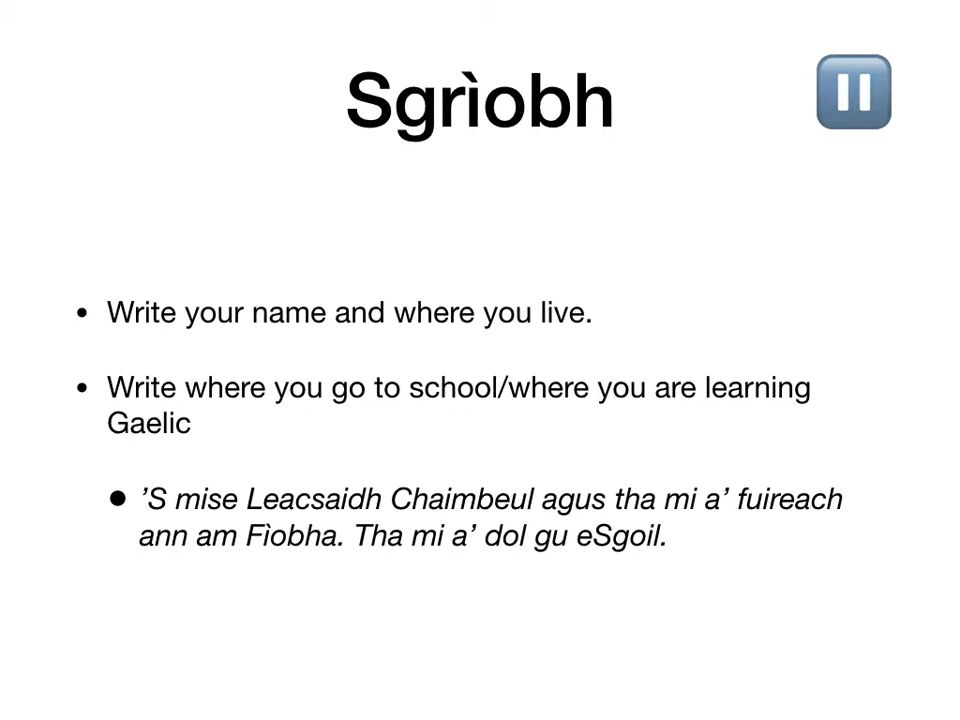 Sgrìobh
• Write your name and where you live.
• Write where you go to school/where you are learning
Gaelic
• ’S mise Leacsaidh Chaimbeul agus tha mi a’ fuireach
ann am Fìobha. Tha mi a’ dol gu eSgoil.